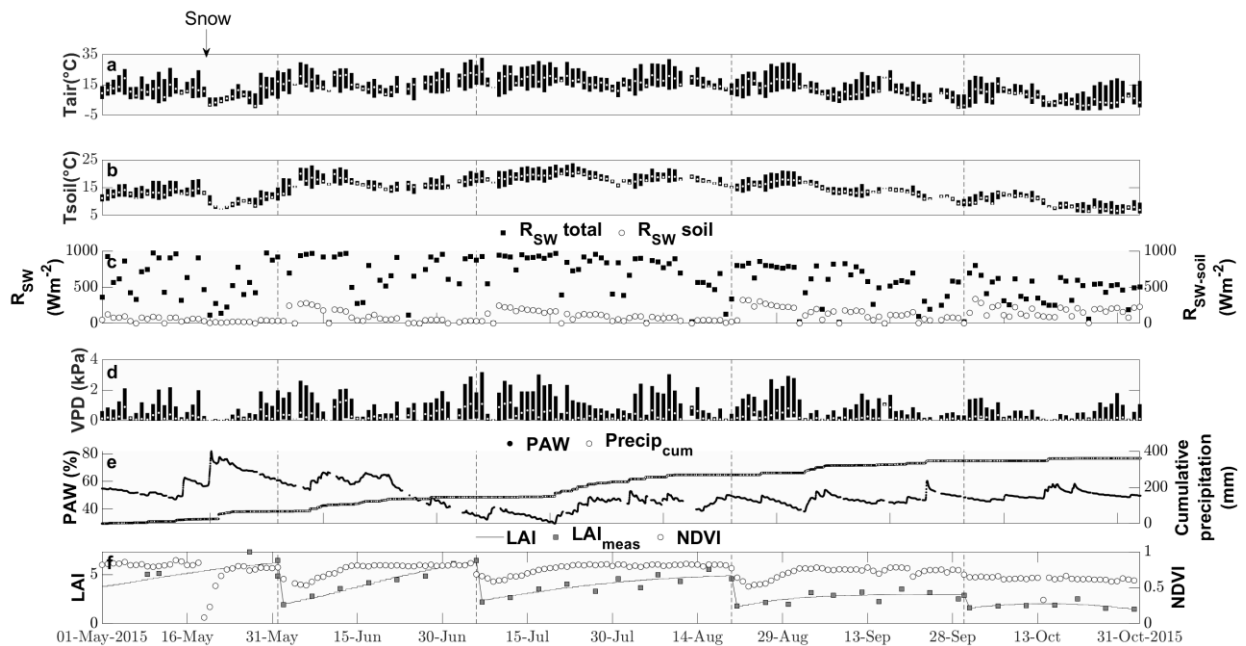 Snow
a
Tair(°C)
35
15
-5
b
Tsoil(°C)
25
15
5
R_SW total R_SW soil
c
R_SW
(Wm⁻²)
1000
500
0
1000
500
0
R_SW-soil
(Wm⁻²)
d
VPD (kPa)
4
2
0
PAW Precip_cum
e
PAW (%)
80
60
40
400
200
0
Cumulative
precipitation
(mm)
LAI LAI_meas NDVI
f
LAI
5
0
1
0.5
0
NDVI
01-May-2015 16-May 31-May 15-Jun 30-Jun 15-Jul 30-Jul 14-Aug 29-Aug 13-Sep 28-Sep 13-Oct 31-Oct-2015